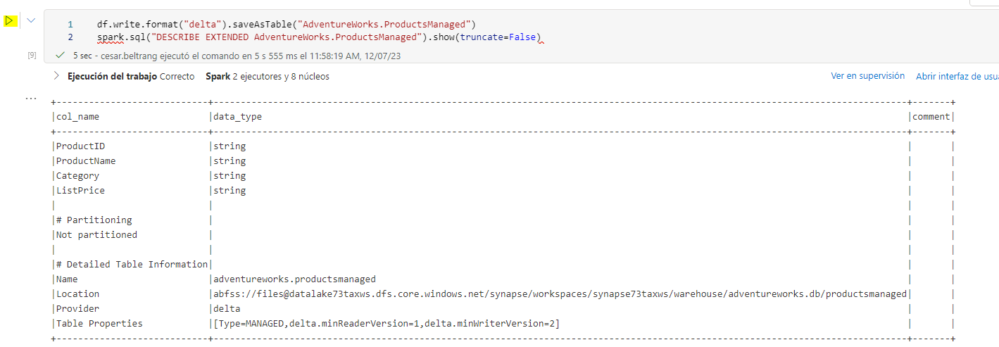 1 df.write.format("delta").saveAsTable("AdventureWorks.ProductsManaged")
2 spark.sql("DESCRIBE EXTENDED AdventureWorks.ProductsManaged").show(truncate=False)
[9] 5 sec - cesar.beltrang ejecutó el comando en 5 s 555 ms el 11:58:19 AM, 12/07/23
Ejecución del trabajo Correcto Spark 2 ejecutores y 8 núcleos Ver en supervisión Abrir interfaz de usua
...
+----------------------------+----------------------------------------------------------------------------------------------------------------------------+-------+
|col_name |data_type |comment|
+----------------------------+----------------------------------------------------------------------------------------------------------------------------+-------+
|ProductID |string | |
|ProductName |string | |
|Category |string | |
|ListPrice |string | |
| | | |
|# Partitioning | | |
|Not partitioned | | |
| | | |
|# Detailed Table Information| | |
|Name |adventureworks.productsmanaged | |
|Location |abfss://files@datalake73taxws.dfs.core.windows.net/synapse/workspaces/synapse73taxws/warehouse/adventureworks.db/productsmanaged| |
|Provider |delta | |
|Table Properties |[Type=MANAGED,delta.minReaderVersion=1,delta.minWriterVersion=2] | |
+----------------------------+----------------------------------------------------------------------------------------------------------------------------+-------+